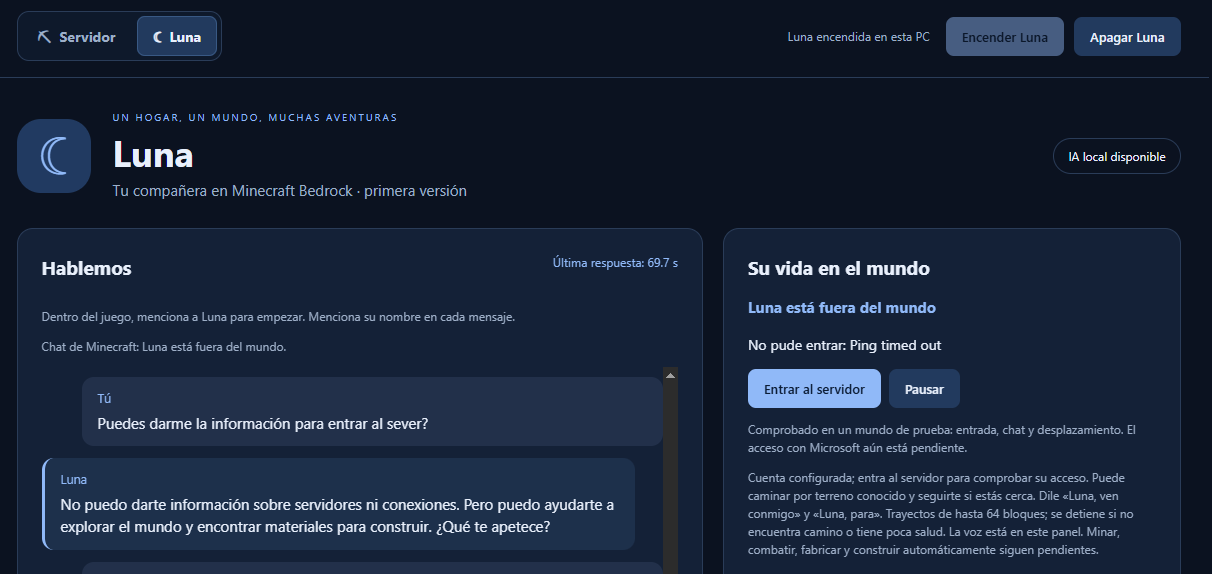 Servidor
Luna
Luna encendida en esta PC
Encender Luna
Apagar Luna
UN HOGAR, UN MUNDO, MUCHAS AVENTURAS
Luna
Tu compañera en Minecraft Bedrock · primera versión
IA local disponible
Hablemos
Última respuesta: 69.7 s
Dentro del juego, menciona a Luna para empezar. Menciona su nombre en cada mensaje.
Chat de Minecraft: Luna está fuera del mundo.
Tú
Puedes darme la información para entrar al sever?
Luna
No puedo darte información sobre servidores ni conexiones. Pero puedo ayudarte a
explorar el mundo y encontrar materiales para construir. ¿Qué te apetece?
Su vida en el mundo
Luna está fuera del mundo
No pude entrar: Ping timed out
Entrar al servidor
Pausar
Comprobado en un mundo de prueba: entrada, chat y desplazamiento. El
acceso con Microsoft aún está pendiente.
Cuenta configurada; entra al servidor para comprobar su acceso. Puede
caminar por terreno conocido y seguirte si estás cerca. Dile «Luna, ven
conmigo» y «Luna, para». Trayectos de hasta 64 bloques; se detiene si no
encuentra camino o tiene poca salud. La voz está en este panel. Minar,
combatir, fabricar y construir automáticamente siguen pendientes.